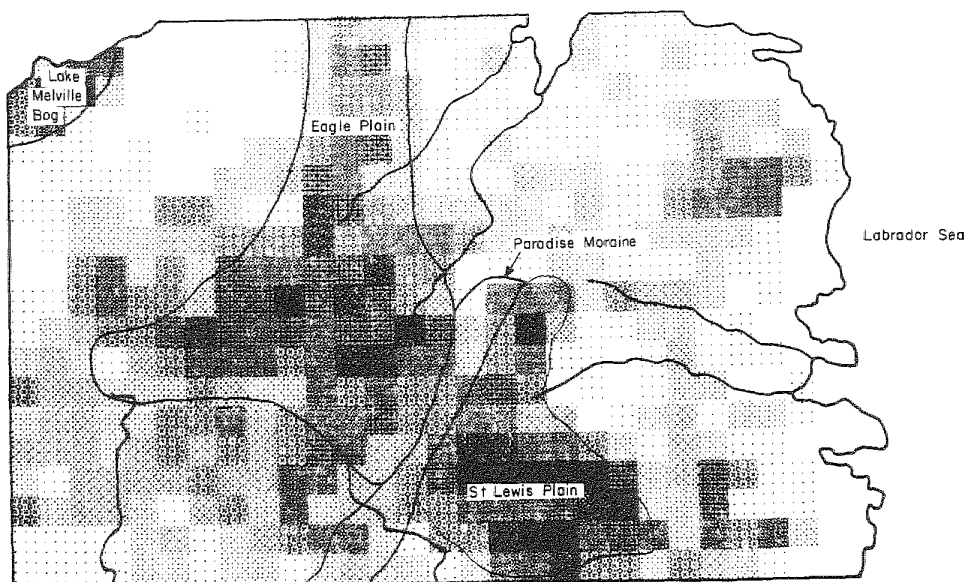 Lake
Melville
Bog
Eagle Plain
Paradise Moraine
Labrador Sea
St Lewis Plain